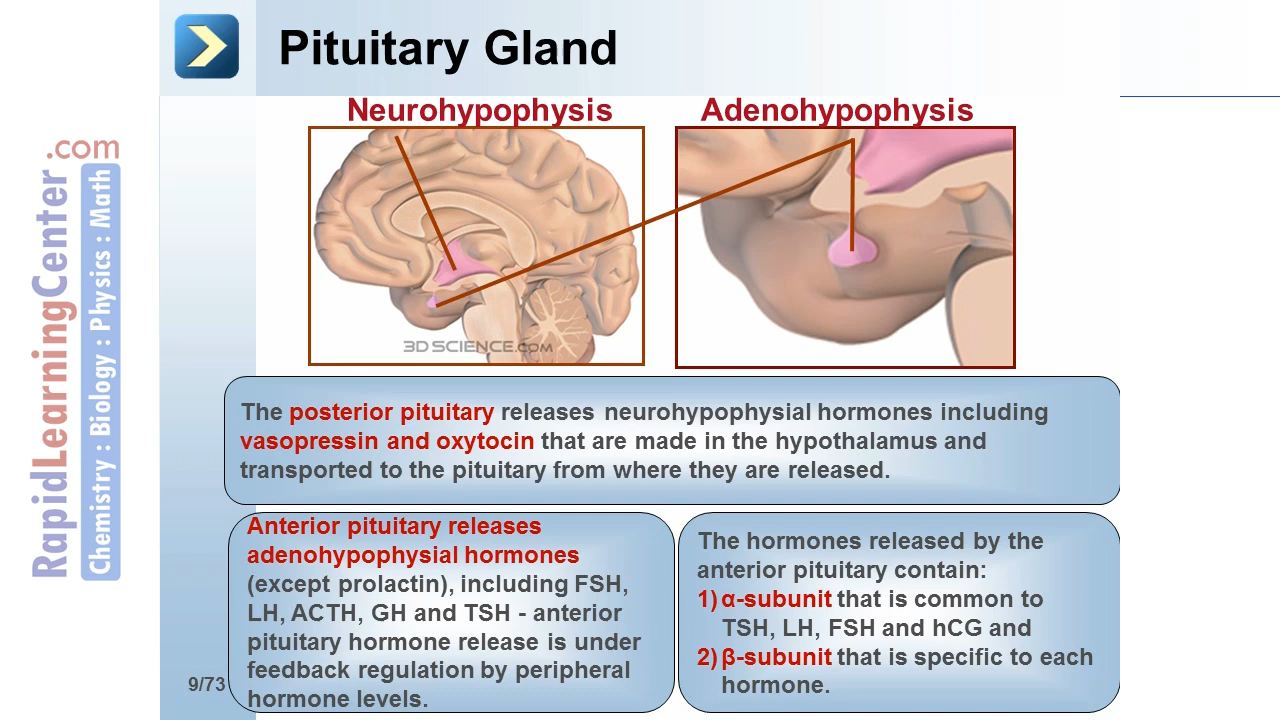 Pituitary Gland
Neurohypophysis
Adenohypophysis
RapidLearningCenter.com
Chemistry : Biology : Physics : Math
3DSCIENCE.COM
The posterior pituitary releases neurohypophysial hormones including
vasopressin and oxytocin that are made in the hypothalamus and
transported to the pituitary from where they are released.
Anterior pituitary releases
adenohypophysial hormones
(except prolactin), including FSH,
LH, ACTH, GH and TSH - anterior
pituitary hormone release is under
feedback regulation by peripheral
hormone levels.
The hormones released by the
anterior pituitary contain:
1) α-subunit that is common to
TSH, LH, FSH and hCG and
2) β-subunit that is specific to each
hormone.
9/73